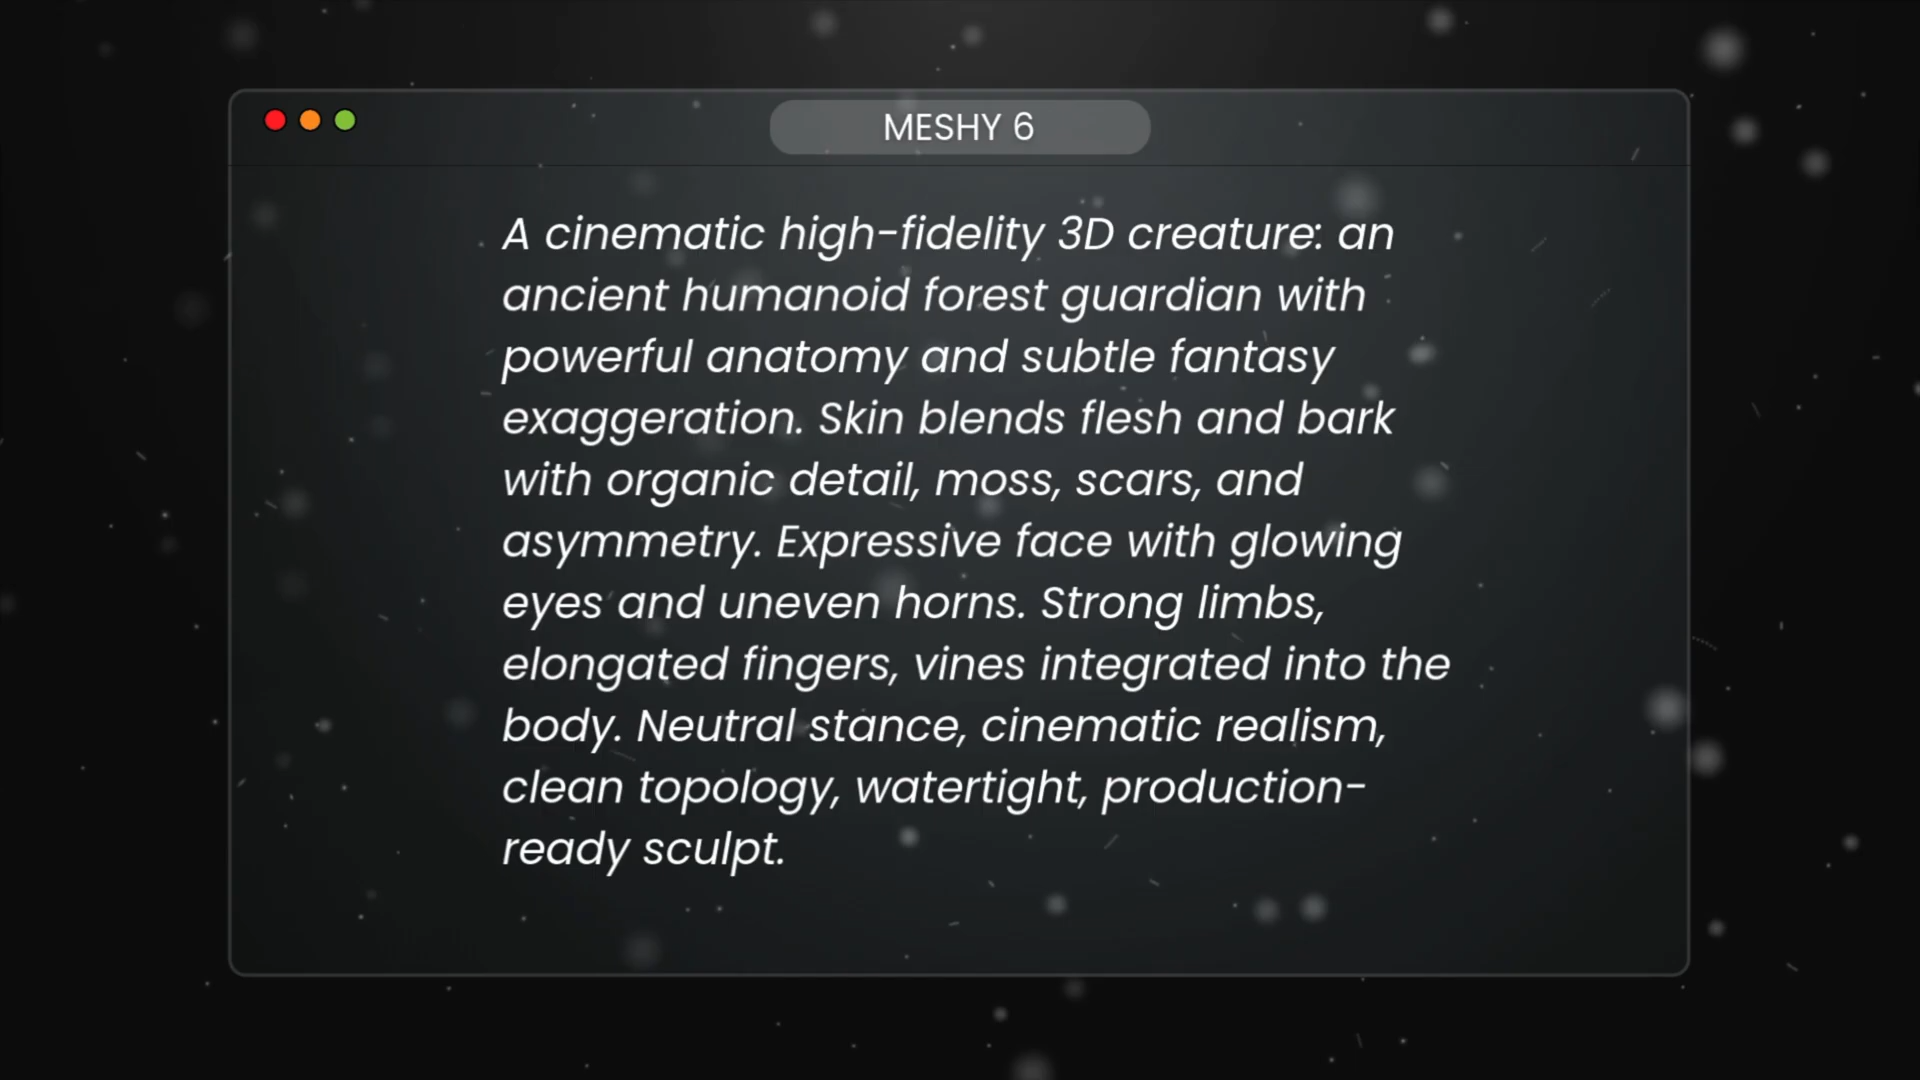 MESHY 6
A cinematic high-fidelity 3D creature: an
ancient humanoid forest guardian with
powerful anatomy and subtle fantasy
exaggeration. Skin blends flesh and bark
with organic detail, moss, scars, and
asymmetry. Expressive face with glowing
eyes and uneven horns. Strong limbs,
elongated fingers, vines integrated into the
body. Neutral stance, cinematic realism,
clean topology, watertight, production-
ready sculpt.